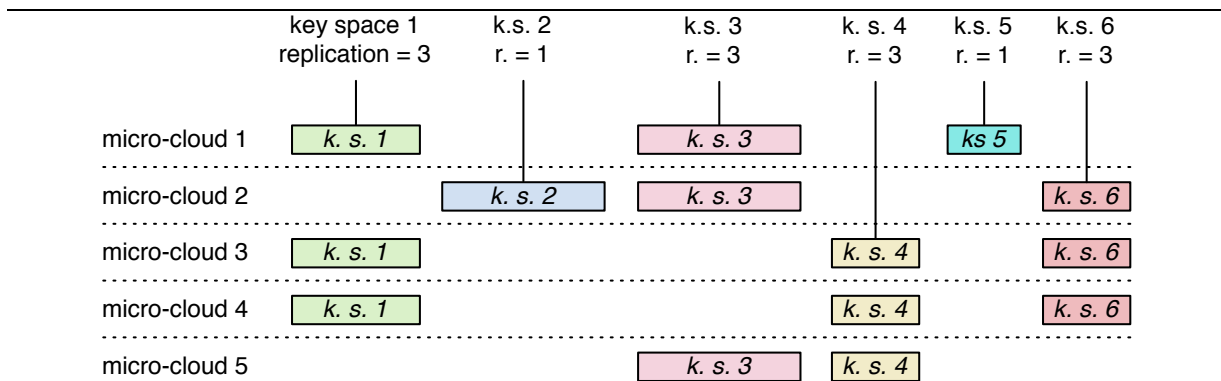 key space 1 k.s. 2 k.s. 3 k. s. 4 k.s. 5 k.s. 6
replication = 3 r. = 1 r. = 3 r. = 3 r. = 1 r. = 3
micro-cloud 1 k. s. 1 k. s. 3 ks 5
micro-cloud 2 k. s. 2 k. s. 3 k. s. 6
micro-cloud 3 k. s. 1 k. s. 4 k. s. 6
micro-cloud 4 k. s. 1 k. s. 4 k. s. 6
micro-cloud 5 k. s. 3 k. s. 4